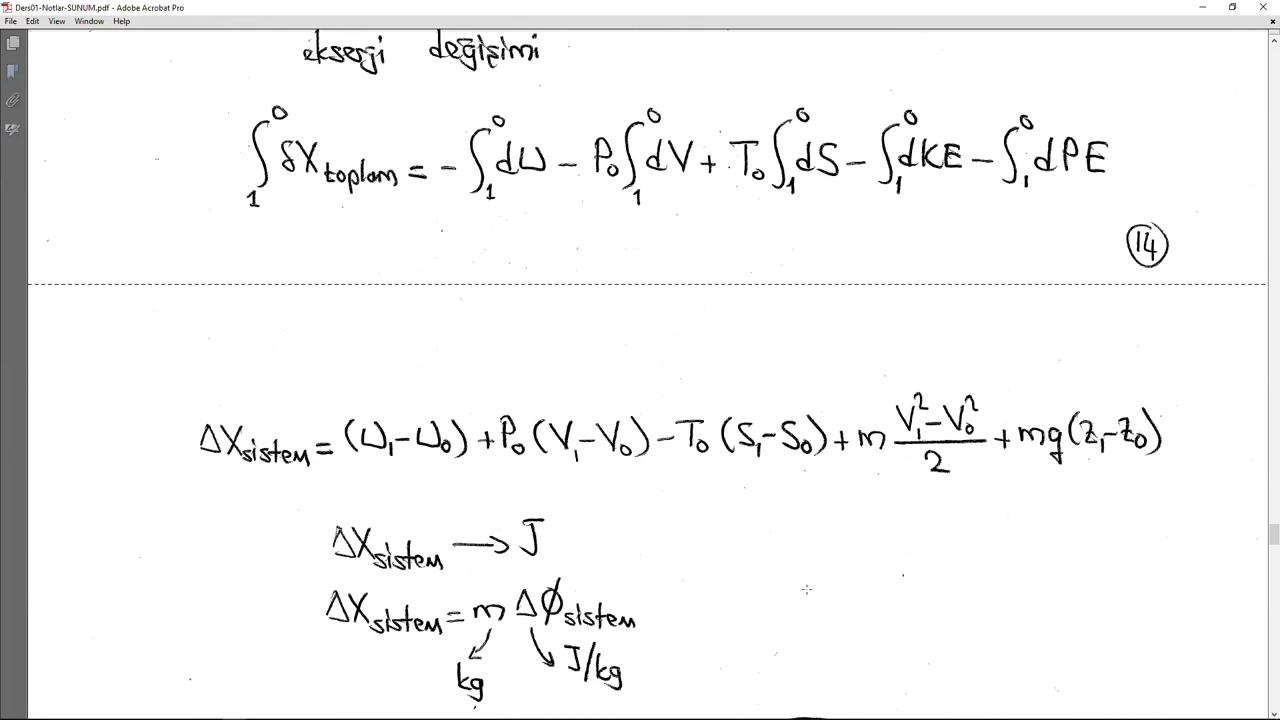 Ders01-Notlar-SUNUM.pdf - Adobe Acrobat Pro
File Edit View Window Help
eksergi değişimi
∫₁⁰ δX_toplam = - ∫₁⁰ dU - P₀ ∫₁⁰ dV + T₀ ∫₁⁰ dS - ∫₁⁰ dKE - ∫₁⁰ dPE
14
ΔX_sistem = (U₁-U₀) + P₀(V₁-V₀) - T₀(S₁-S₀) + m (V₁²-V₀²)/2 + mg(z₁-z₀)
ΔX_sistem → J
ΔX_sistem = m Δϕ_sistem
kg J/kg